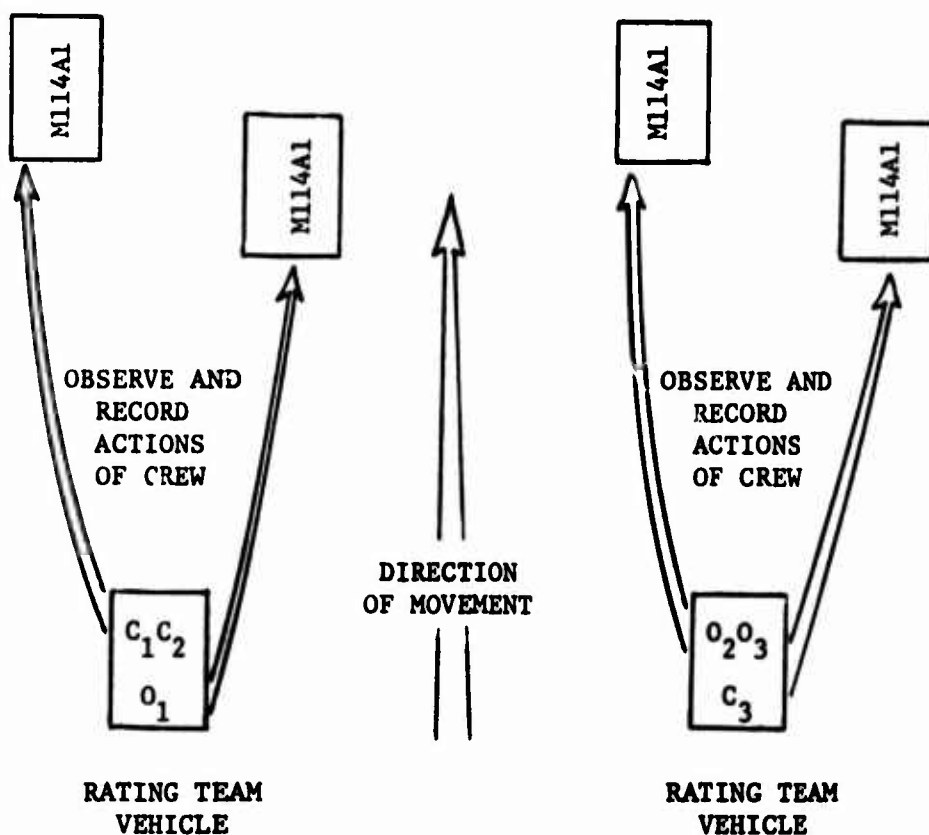 M114A1
M114A1
M114A1
M114A1
OBSERVE AND
RECORD
ACTIONS
OF CREW
OBSERVE AND
RECORD
ACTIONS
OF CREW
DIRECTION
OF MOVEMENT
C₁C₂
O₁
O₂O₃
C₃
RATING TEAM
VEHICLE
RATING TEAM
VEHICLE